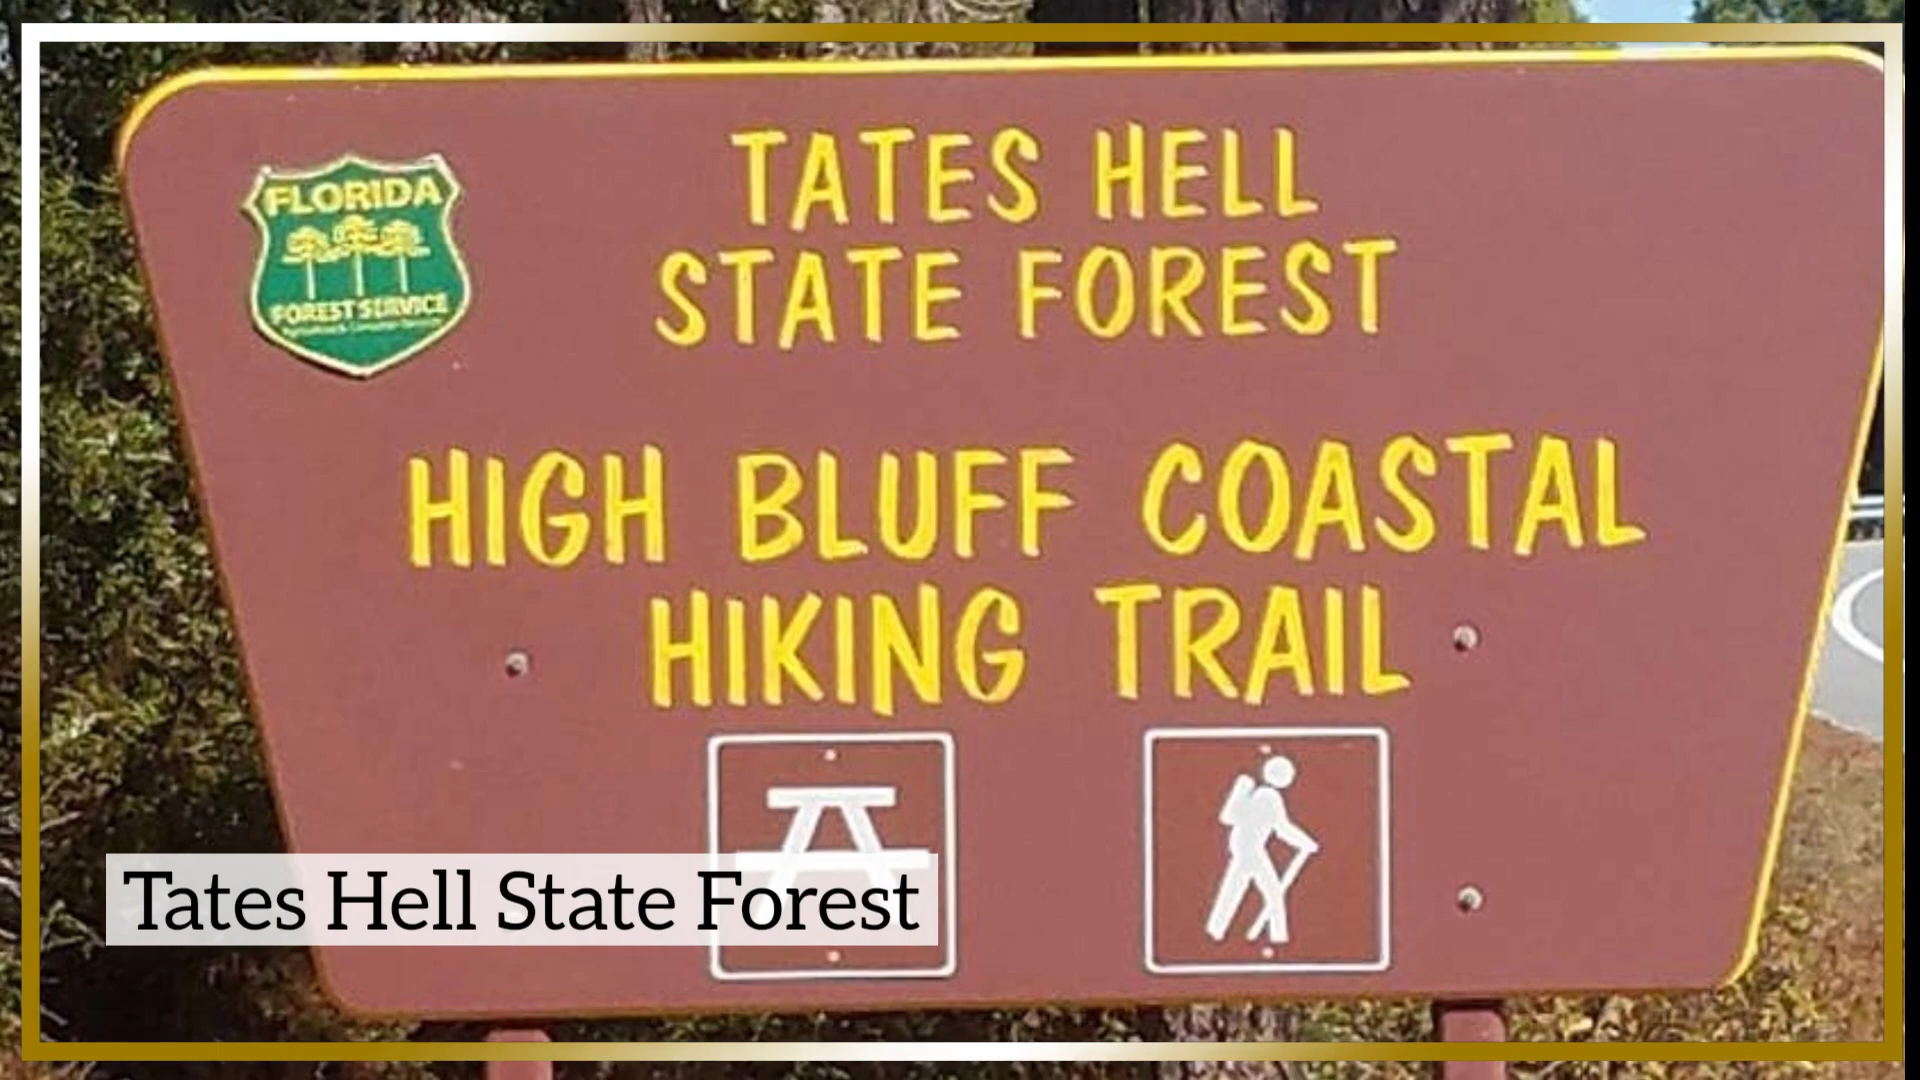 FLORIDA
FOREST SERVICE
TATES HELL
STATE FOREST
HIGH BLUFF COASTAL
HIKING TRAIL
Tates Hell State Forest